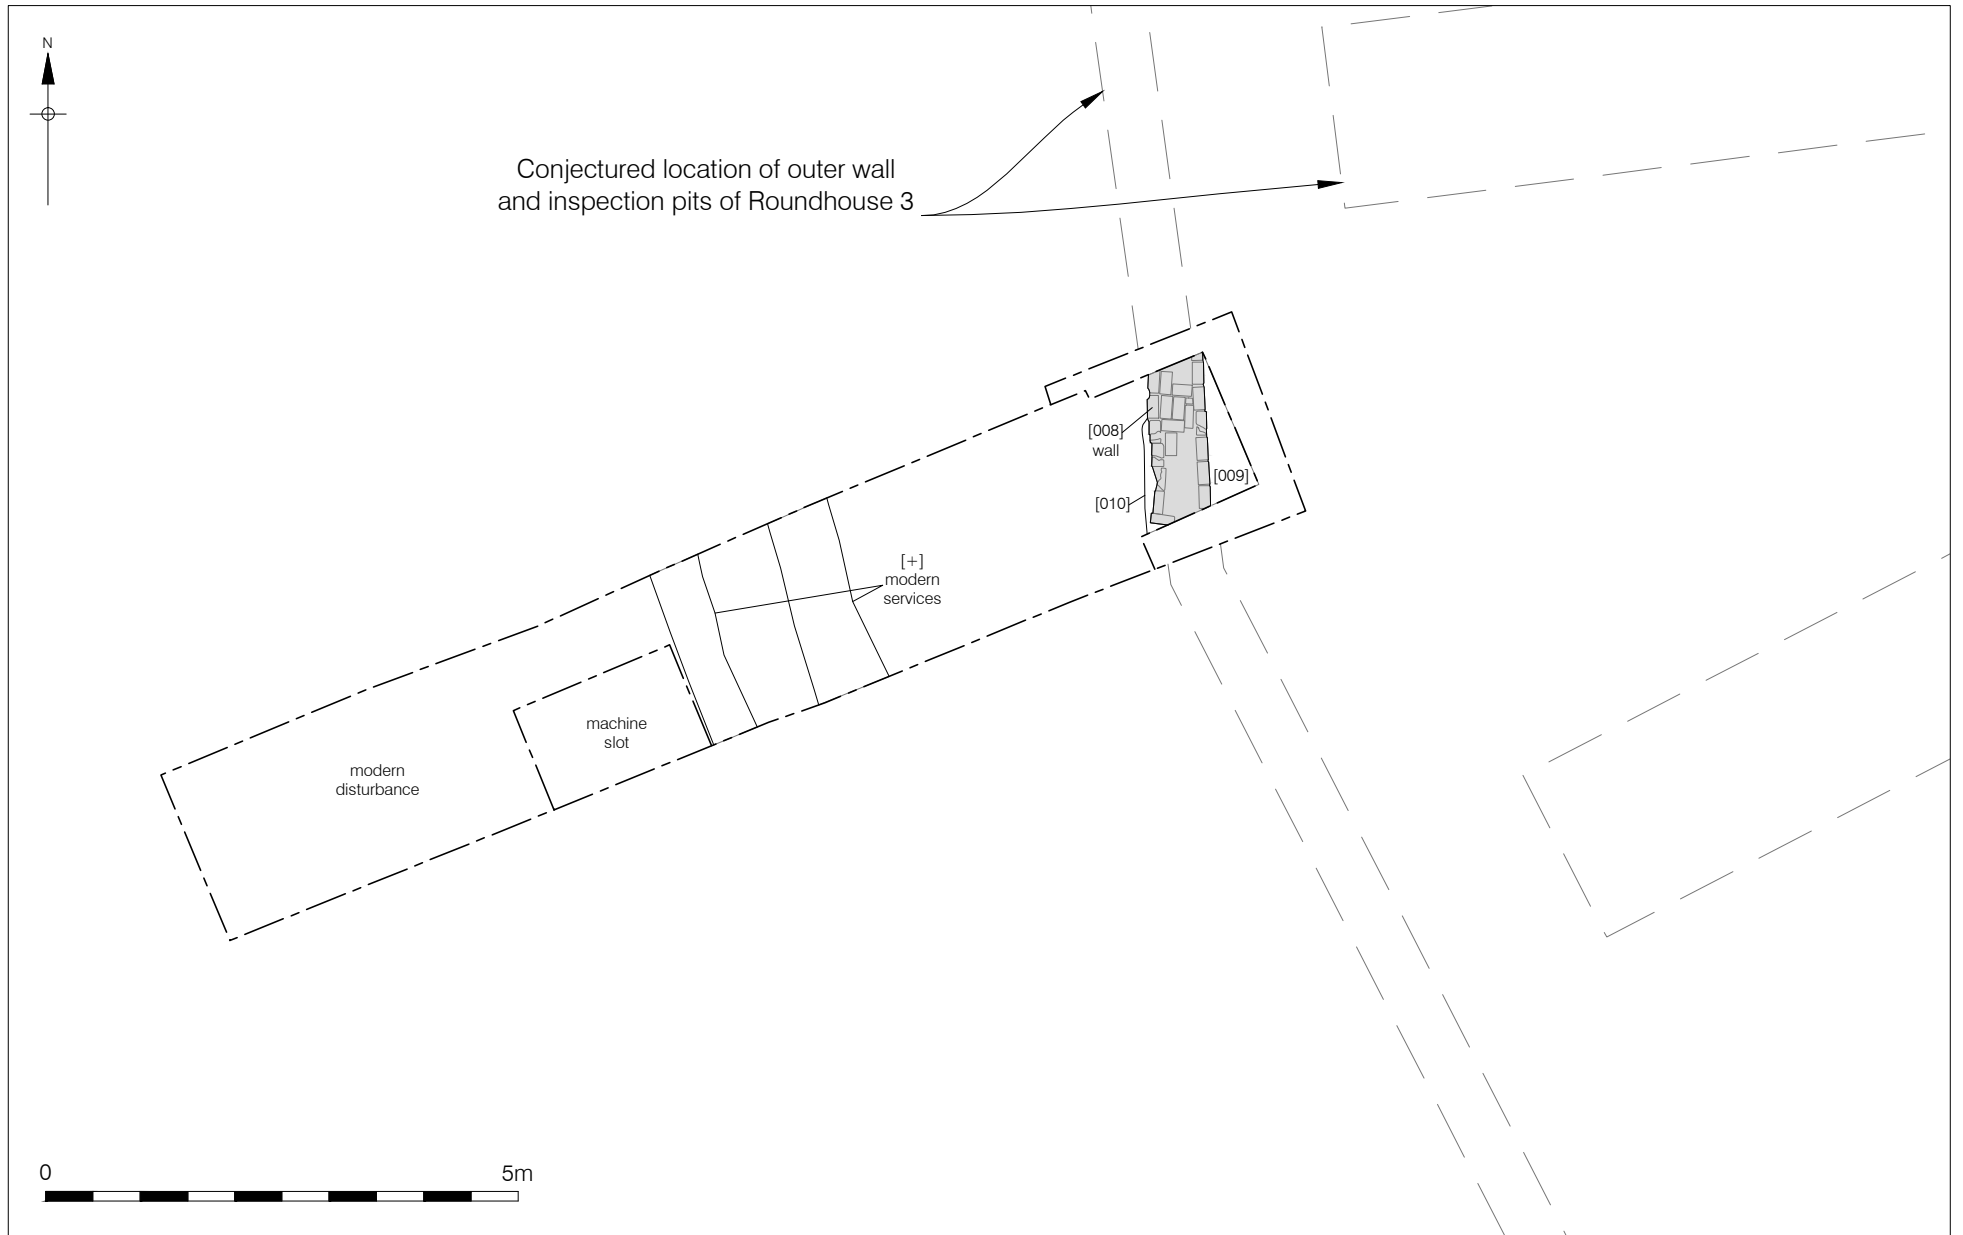 N
Conjectured location of outer wall
and inspection pits of Roundhouse 3
[008]
wall
[009]
[010]
[+]
modern
services
machine
slot
modern
disturbance
0 5m